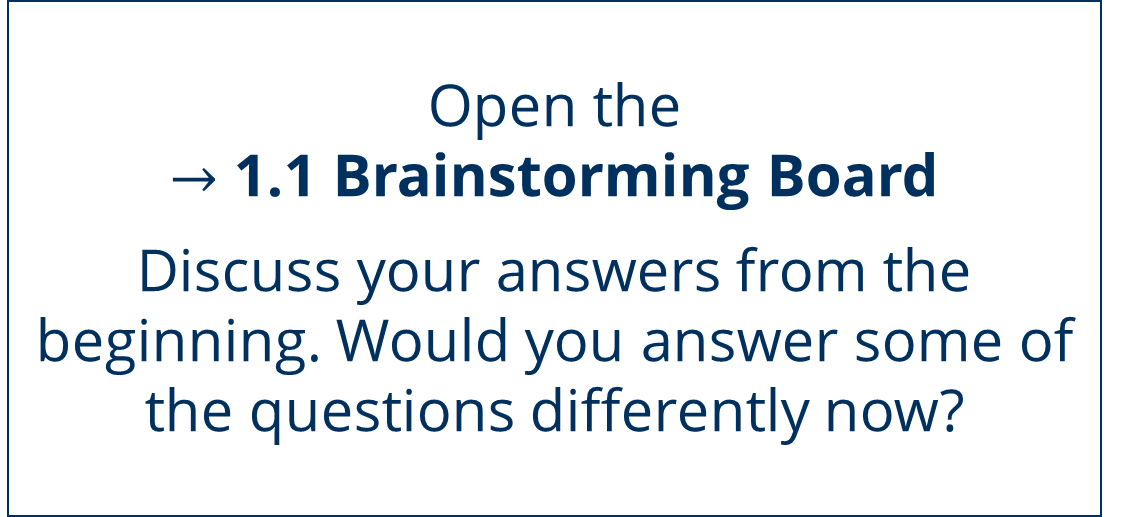 Open the
→ 1.1 Brainstorming Board
Discuss your answers from the
beginning. Would you answer some of
the questions differently now?